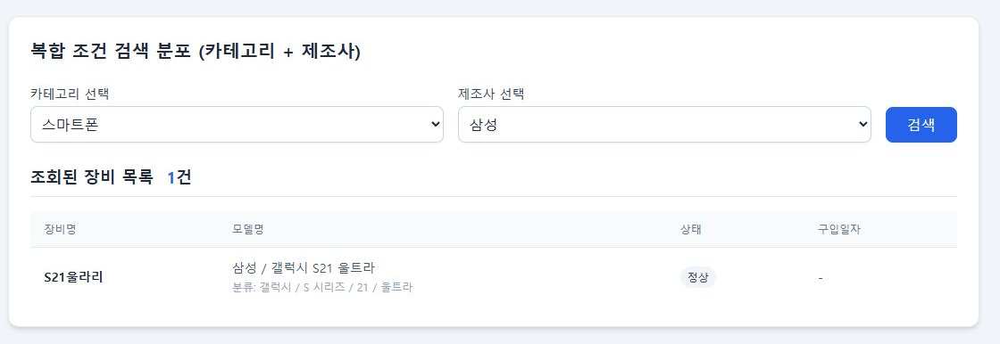 복합 조건 검색 분포 (카테고리 + 제조사)
카테고리 선택 제조사 선택
스마트폰 삼성 검색
조회된 장비 목록 1건
장비명 모델명 상태 구입일자
S21울라리 삼성 / 갤럭시 S21 울트라 정상 -
분류: 갤럭시 / S 시리즈 / 21 / 울트라